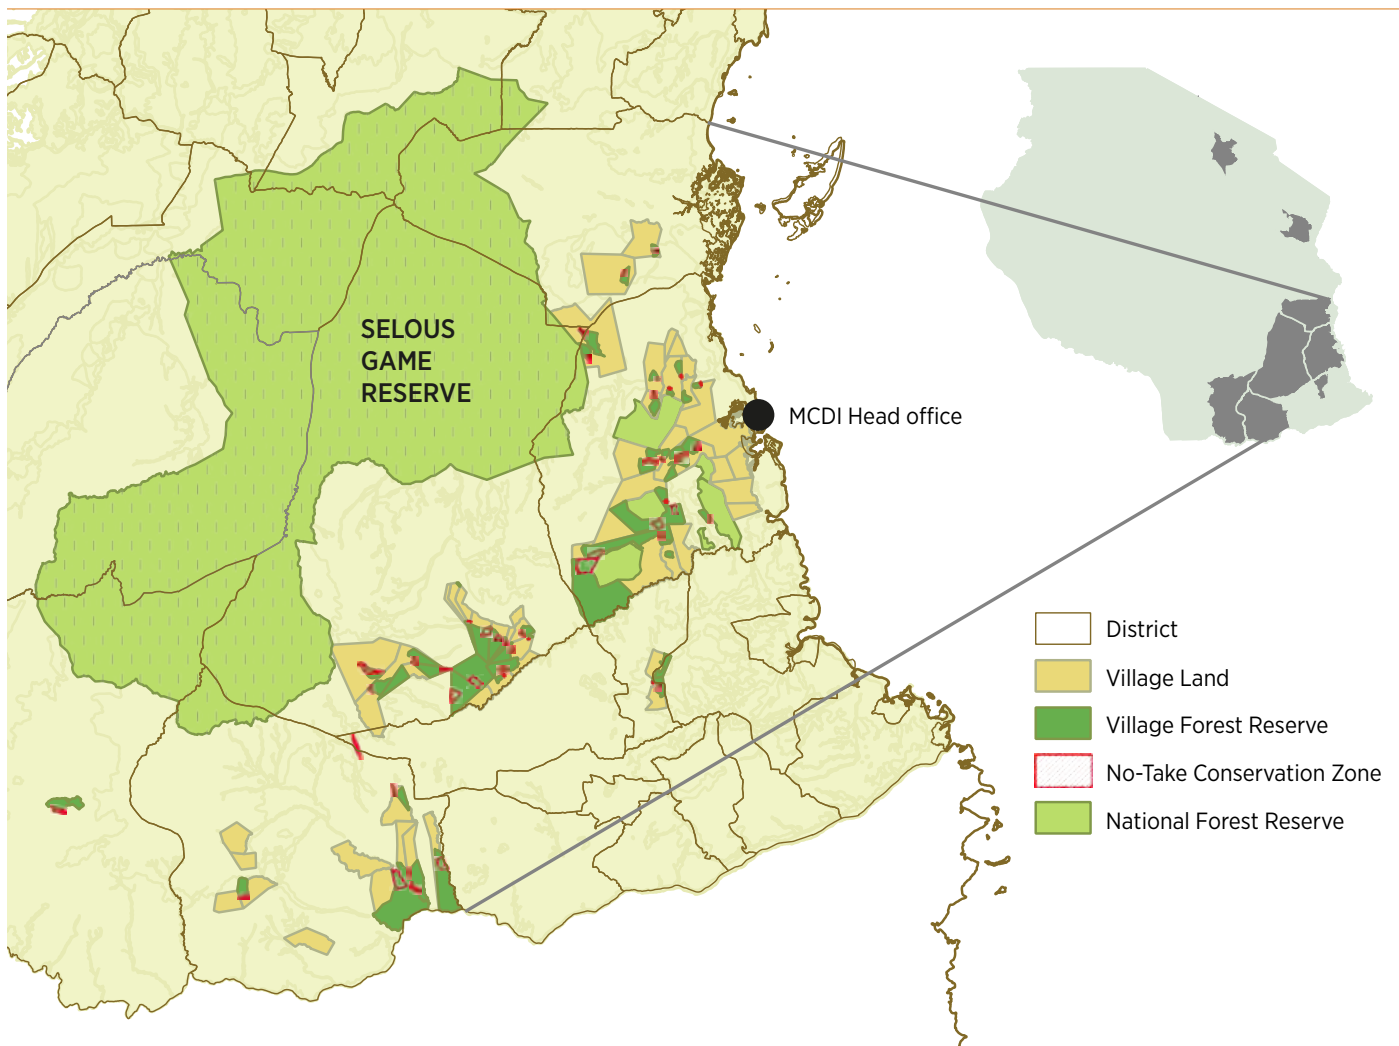 SELOUS
GAME
RESERVE
MCDI Head office
District
Village Land
Village Forest Reserve
No-Take Conservation Zone
National Forest Reserve